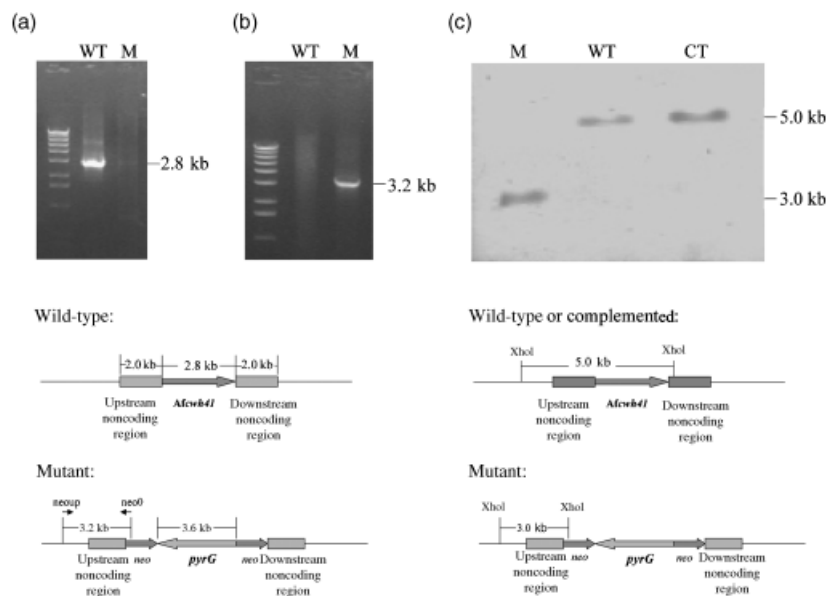 (a)
WT M
2.8 kb
(b)
WT M
3.2 kb
(c)
M WT CT
5.0 kb
3.0 kb
Wild-type:
2.0 kb 2.8 kb 2.0 kb
Upstream noncoding region
Afcwh41
Downstream noncoding region
Mutant:
neoup neo0
3.2 kb 3.6 kb
Upstream noncoding region
neo
pyrG
neo
Downstream noncoding region
Wild-type or complemented:
XhoI XhoI
5.0 kb
Upstream noncoding region
Afcwh41
Downstream noncoding region
Mutant:
XhoI XhoI
3.0 kb
Upstream noncoding region
neo
pyrG
neo
Downstream noncoding region